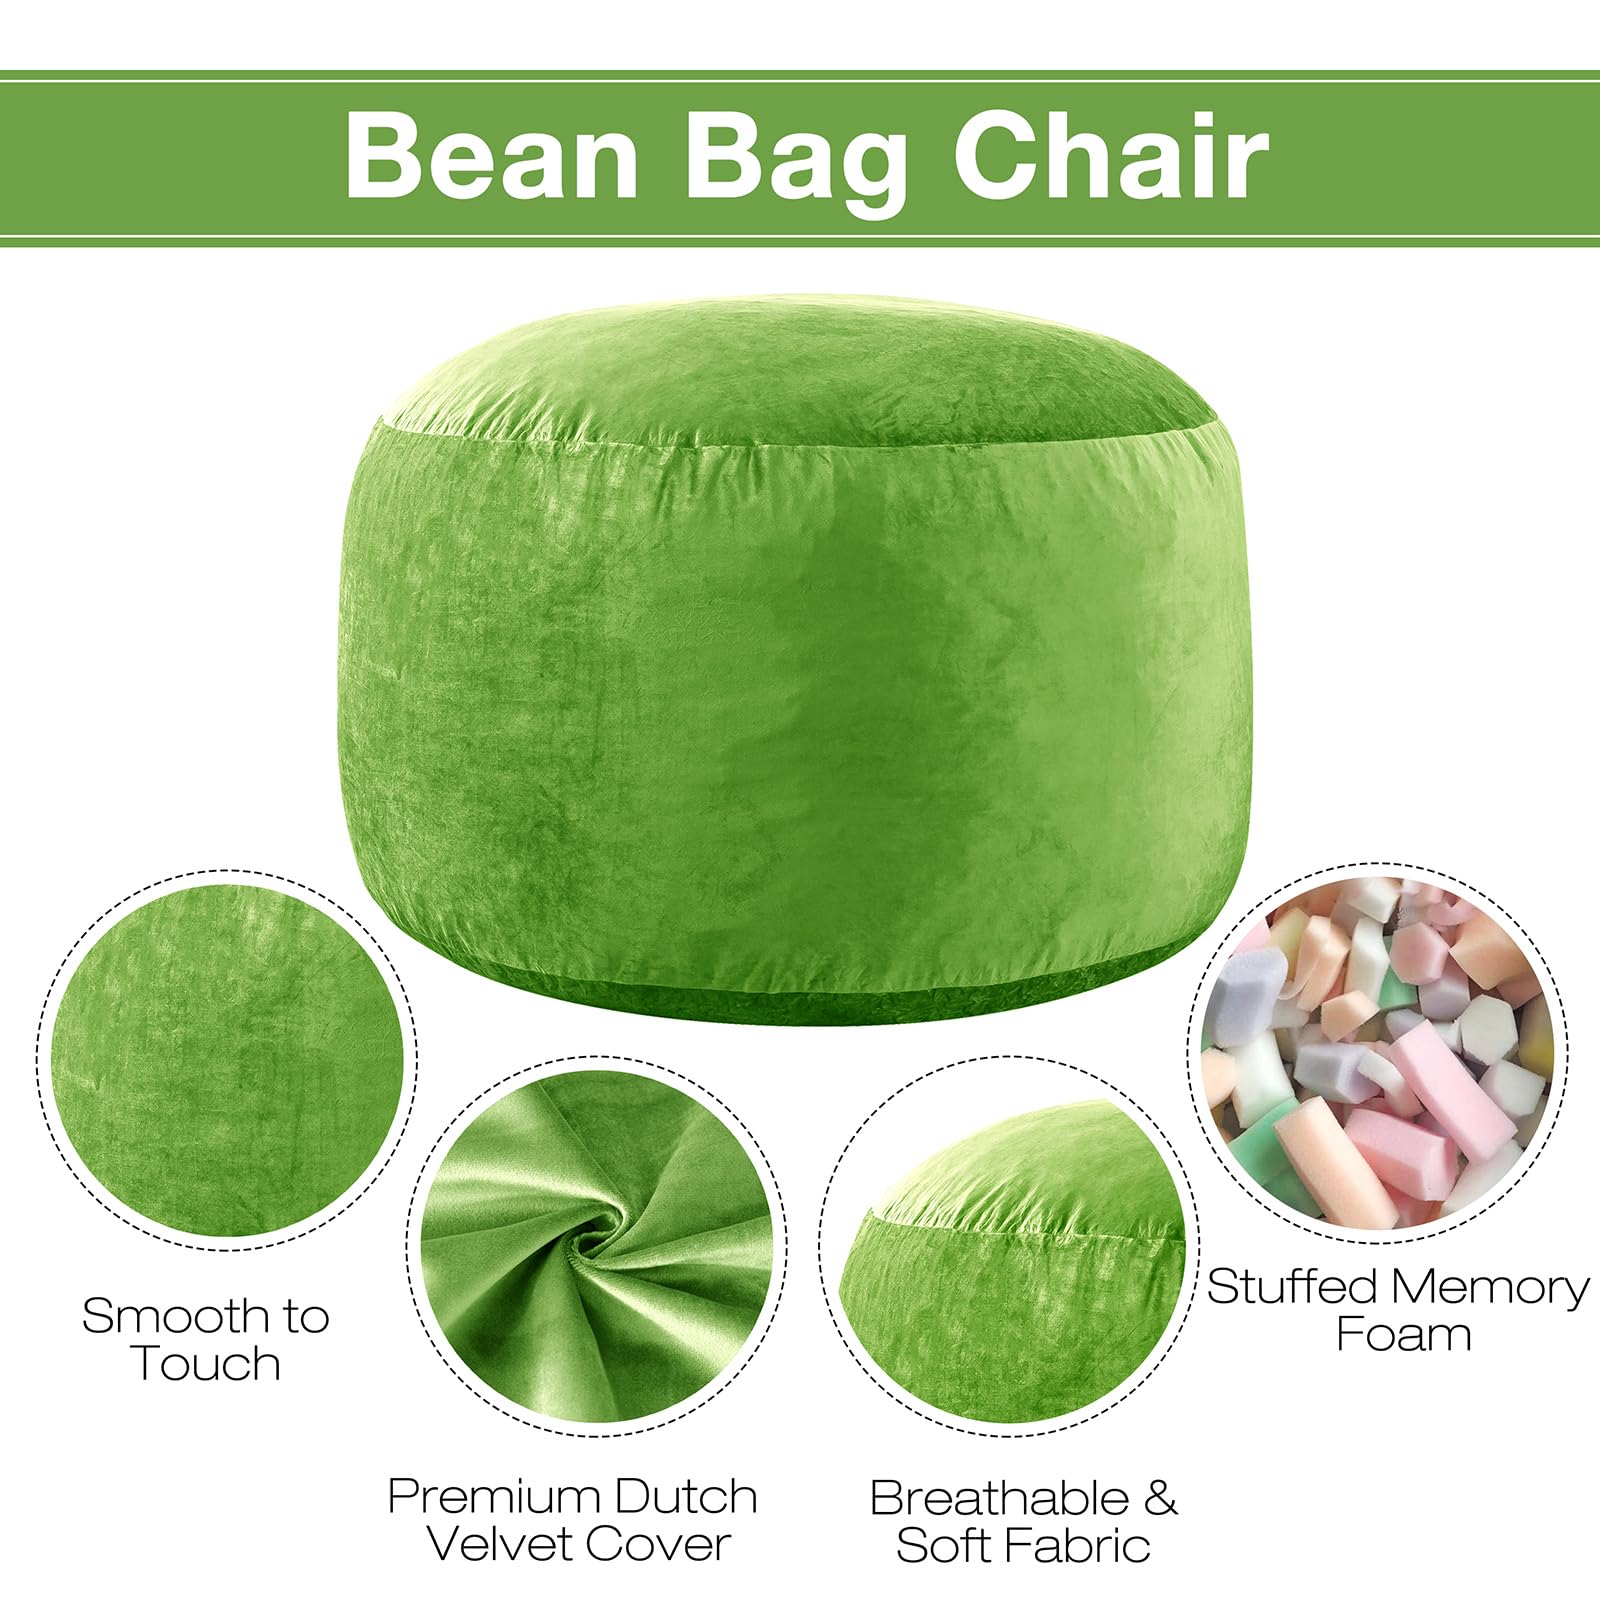 Bean Bag Chair
Smooth to
Touch
Premium Dutch
Velvet Cover
Breathable &
Soft Fabric
Stuffed Memory
Foam